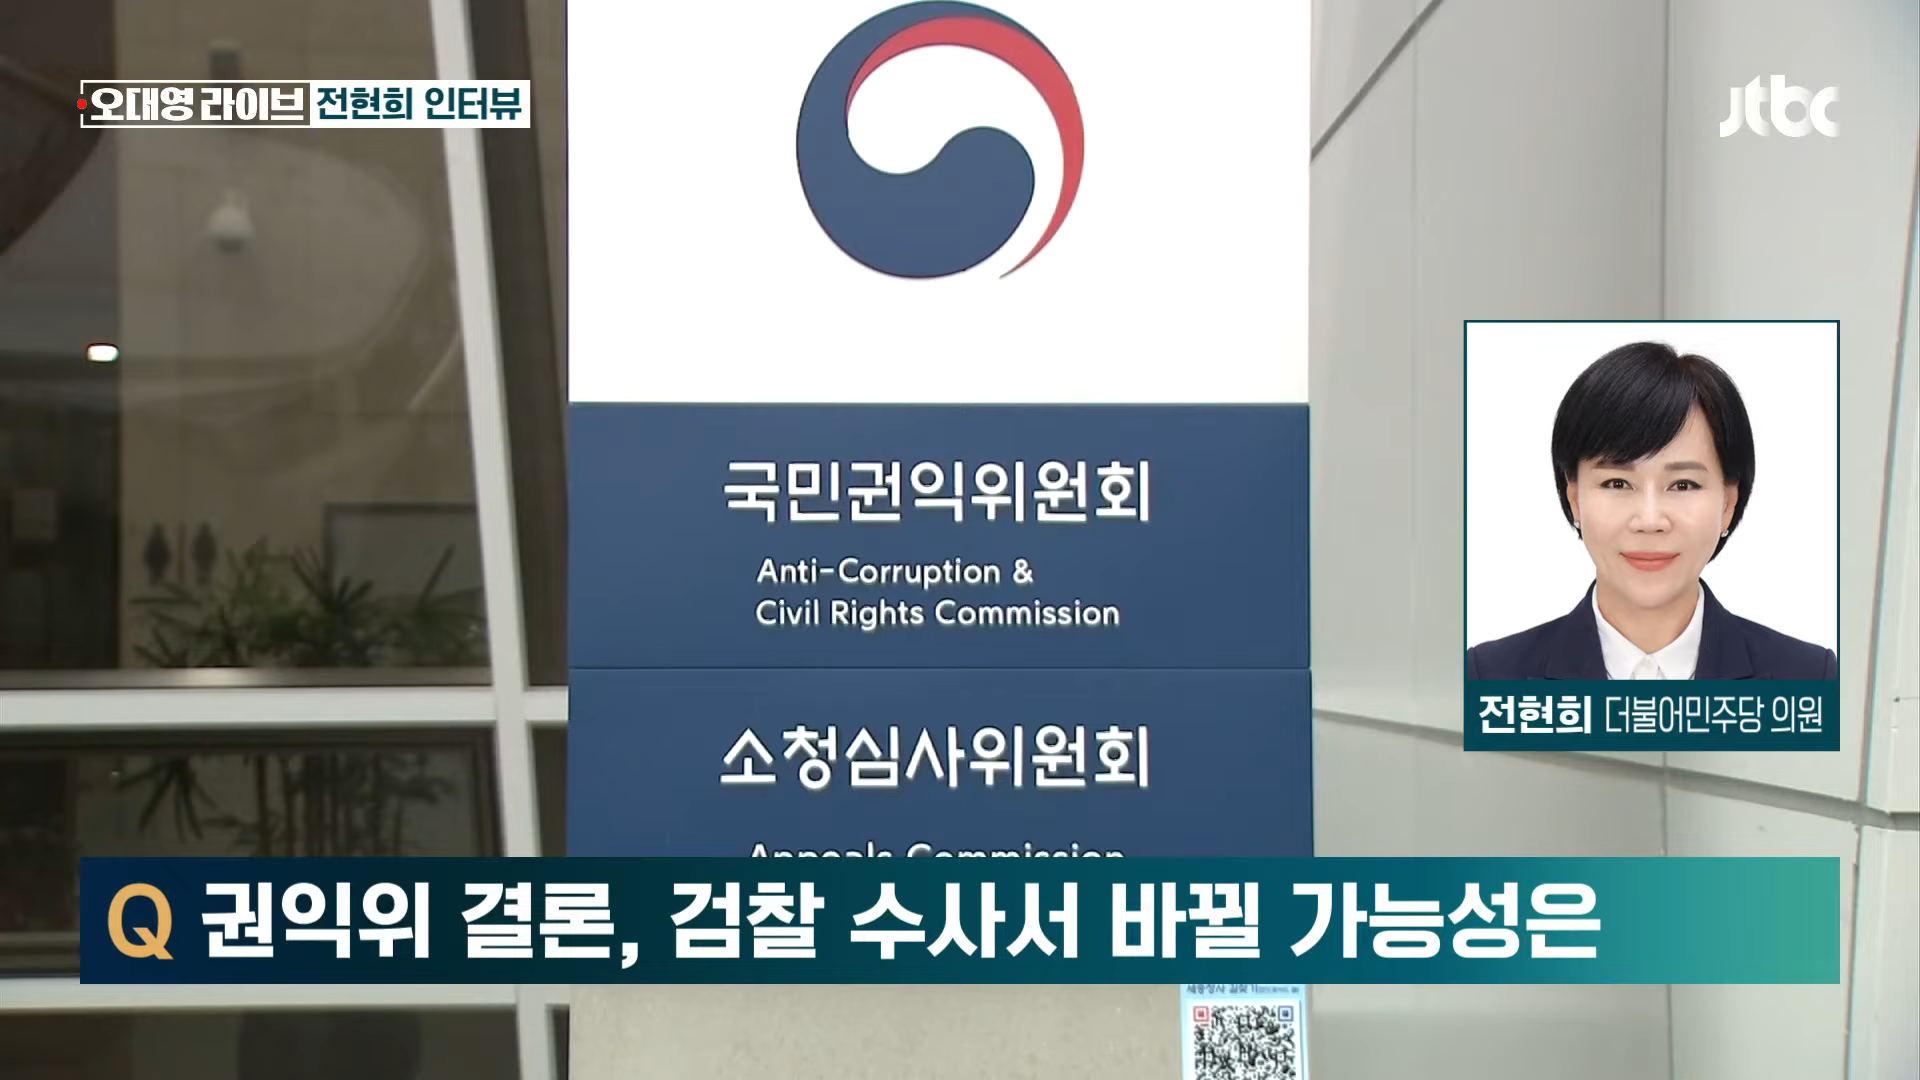 오대영 라이브 전현희 인터뷰
jtbc
국민권익위원회
Anti-Corruption &
Civil Rights Commission
전현희 더불어민주당 의원
소청심사위원회
Appeals Commission
Q 권익위 결론, 검찰 수사서 바뀔 가능성은